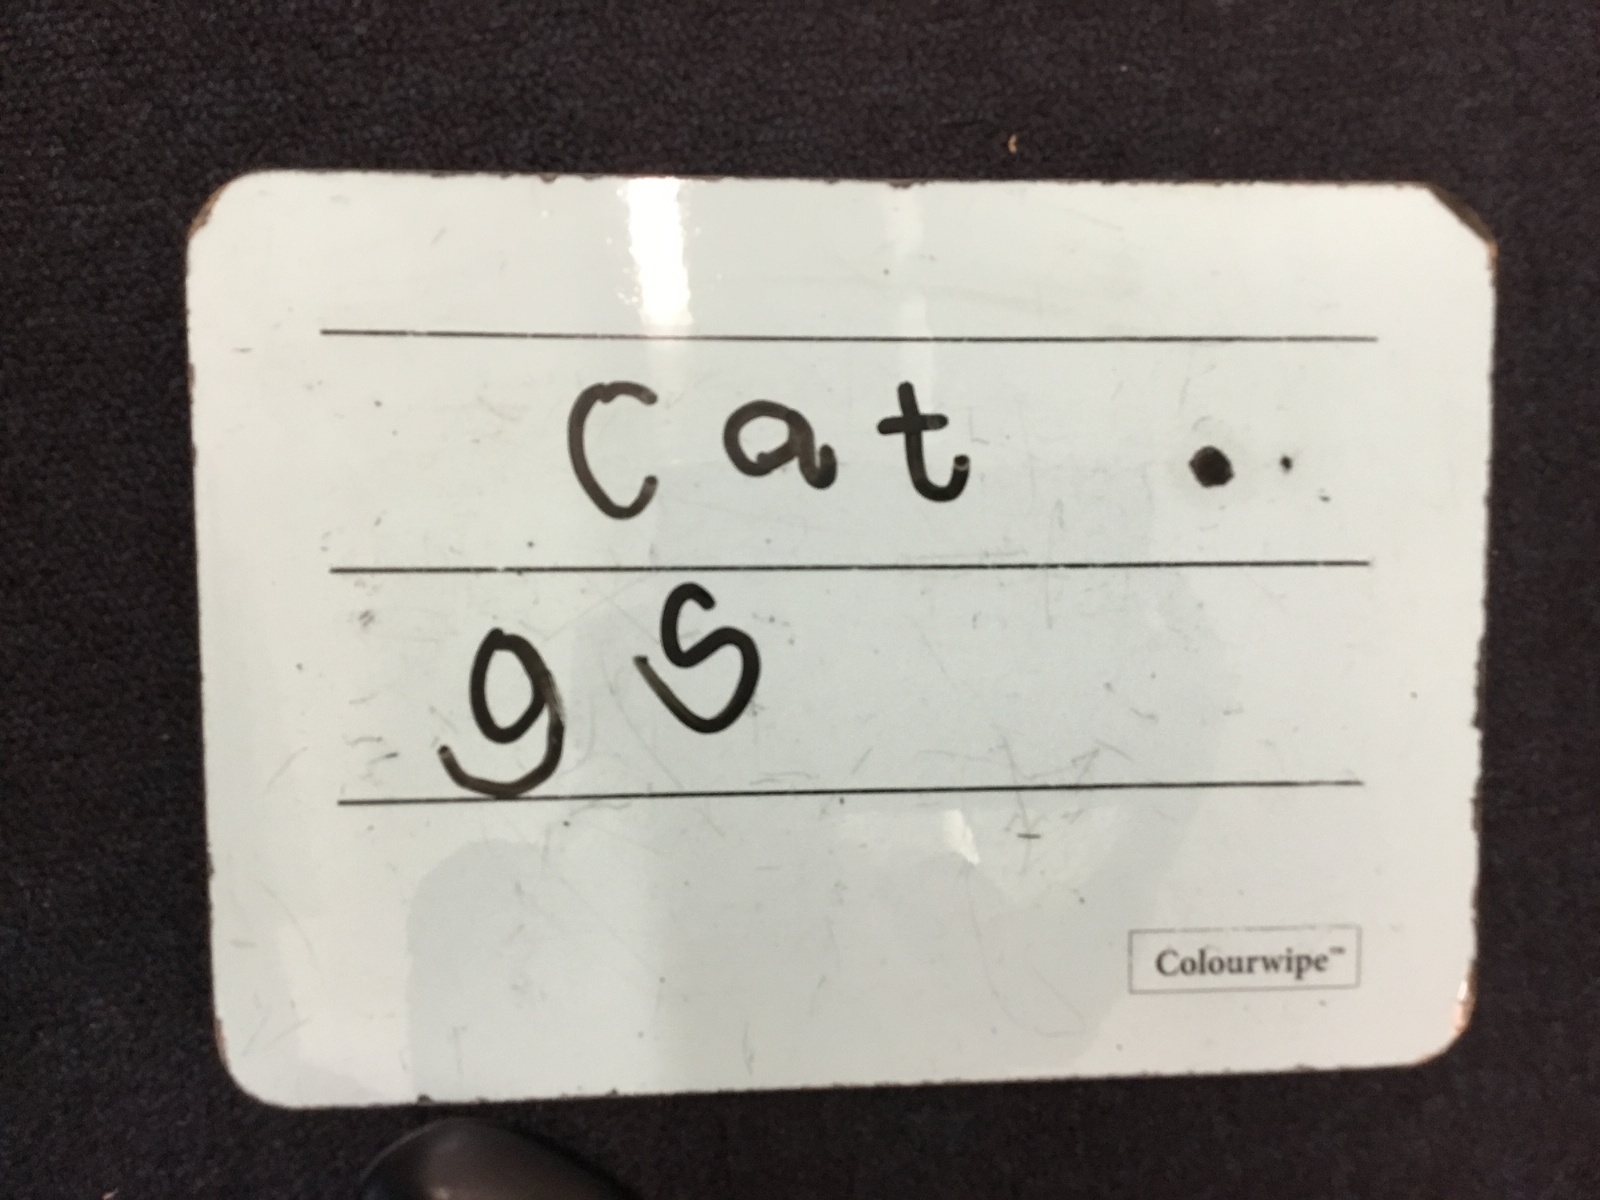 cat .
gs
Colourwipe™